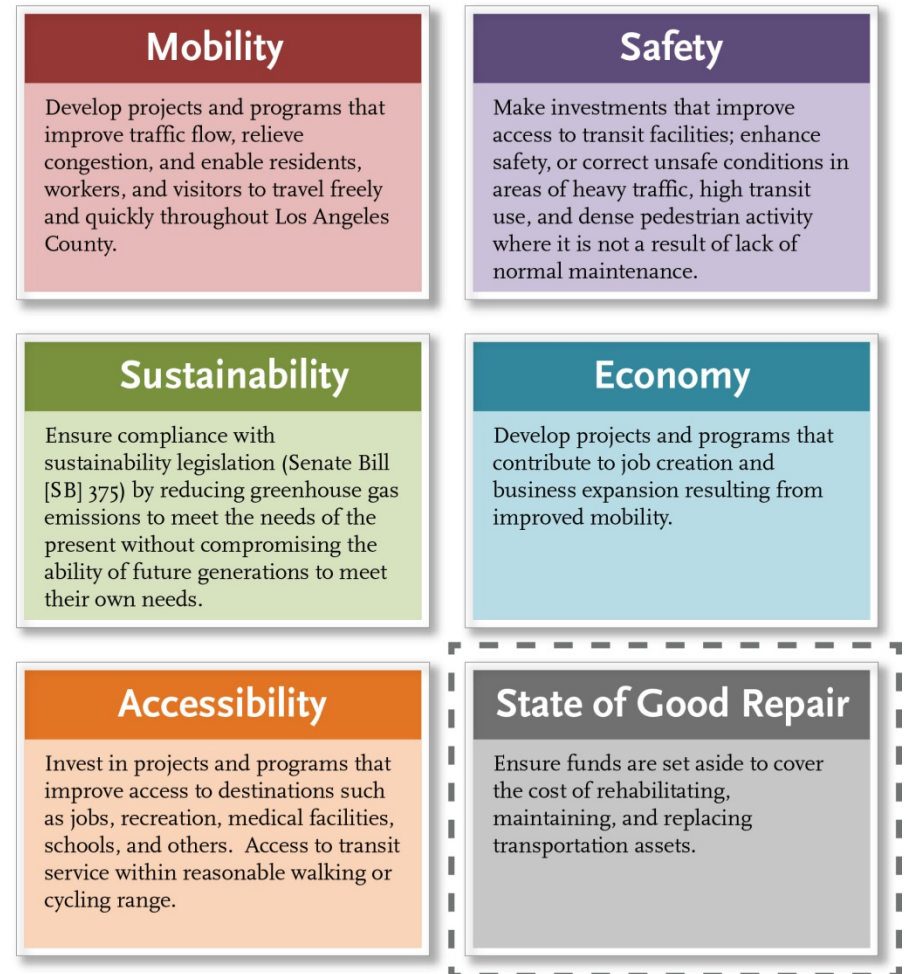 Mobility
Develop projects and programs that
improve traffic flow, relieve
congestion, and enable residents,
workers, and visitors to travel freely
and quickly throughout Los Angeles
County.
Safety
Make investments that improve
access to transit facilities; enhance
safety, or correct unsafe conditions in
areas of heavy traffic, high transit
use, and dense pedestrian activity
where it is not a result of lack of
normal maintenance.
Sustainability
Ensure compliance with
sustainability legislation (Senate Bill
[SB] 375) by reducing greenhouse gas
emissions to meet the needs of the
present without compromising the
ability of future generations to meet
their own needs.
Economy
Develop projects and programs that
contribute to job creation and
business expansion resulting from
improved mobility.
Accessibility
Invest in projects and programs that
improve access to destinations such
as jobs, recreation, medical facilities,
schools, and others.  Access to transit
service within reasonable walking or
cycling range.
State of Good Repair
Ensure funds are set aside to cover
the cost of rehabilitating,
maintaining, and replacing
transportation assets.